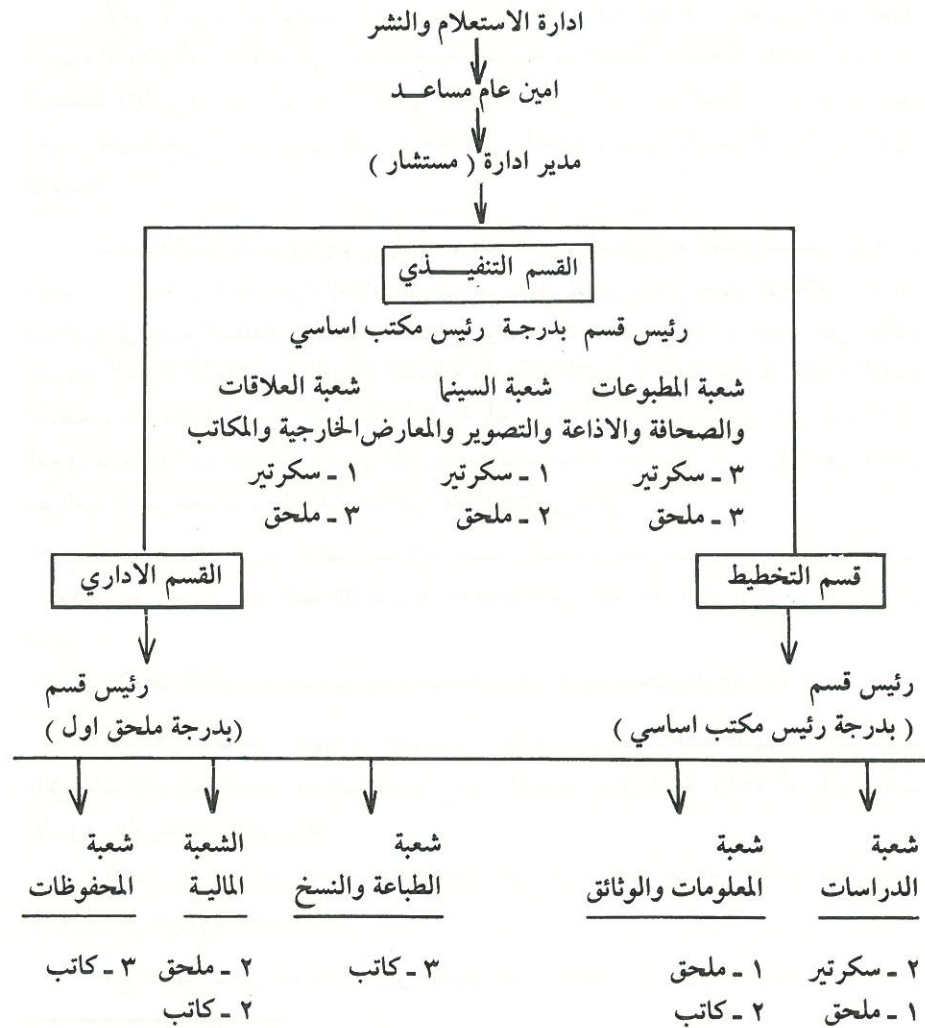 ادارة الاستعلام والنشر
امين عام مساعـــد
مدير ادارة ( مستشار )
القسم التنفيــــذي
رئيس قسم بدرجة رئيس مكتب اساسي
شعبة المطبوعات شعبة السينما شعبة العلاقات
والصحافة والاذاعة والتصوير والمعارض الخارجية والمكاتب
٣ ـ سكرتير ١ ـ سكرتير ١ ـ سكرتير
٣ ـ ملحق ٢ ـ ملحق ٣ ـ ملحق
قسم التخطيط القسم الاداري
رئيس قسم رئيس قسم
( بدرجة رئيس مكتب اساسي ) (بدرجة ملحق اول )
شعبة شعبة شعبة الشعبة شعبة
الدراسات المعلومات والوثائق الطباعة والنسخ الماليـة المحفوظات
٢ ـ سكرتير ١ ـ ملحق ٣ ـ كاتب ٢ ـ ملحق ٣ ـ كاتب
١ ـ ملحق ٢ ـ كاتب ٢ ـ كاتب